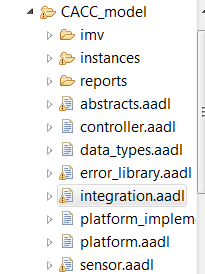 CACC_model
imv
instances
reports
abstracts.aadl
controller.aadl
data_types.aadl
error_library.aadl
integration.aadl
platform_implem
platform.aadl
sensor.aadl